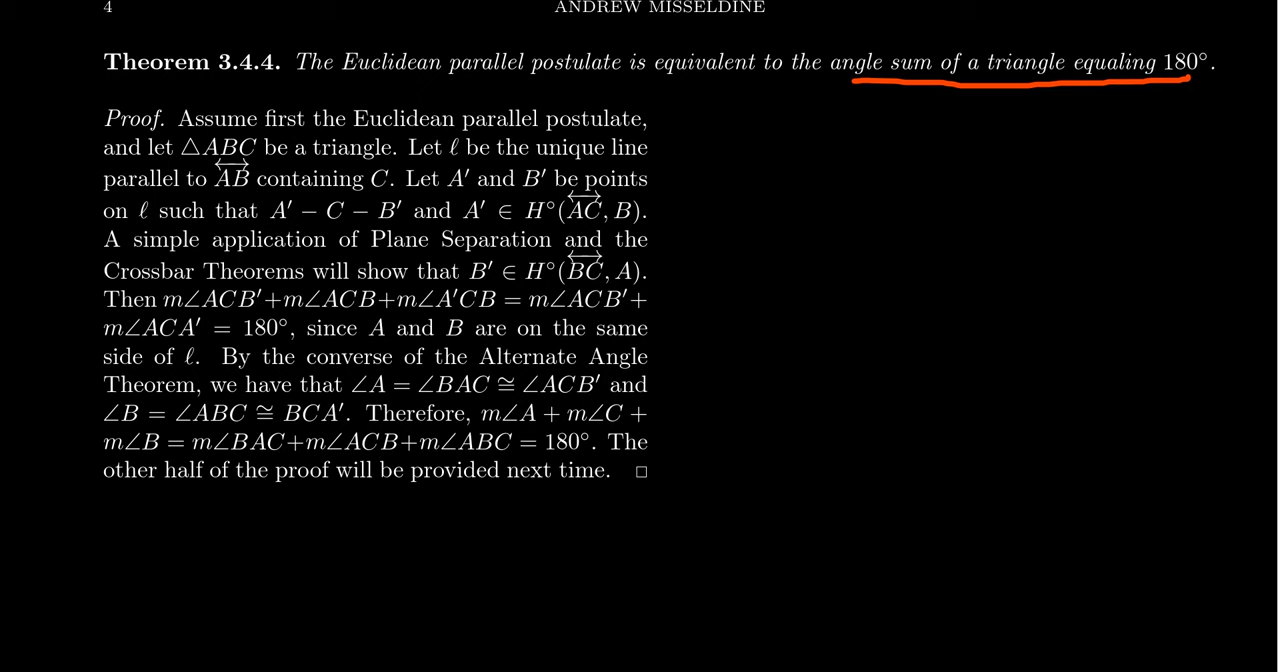 4 ANDREW MISSELDINE
Theorem 3.4.4. The Euclidean parallel postulate is equivalent to the angle sum of a triangle equaling 180°.
Proof. Assume first the Euclidean parallel postulate,
and let △ABC be a triangle. Let ℓ be the unique line
parallel to \overleftrightarrow{AB} containing C. Let A′ and B′ be points
on ℓ such that A′ − C − B′ and A′ ∈ H°(\overleftrightarrow{AC}, B).
A simple application of Plane Separation and the
Crossbar Theorems will show that B′ ∈ H°(\overleftrightarrow{BC}, A).
Then m∠ACB′+m∠ACB+m∠A′CB = m∠ACB′+
m∠ACA′ = 180°, since A and B are on the same
side of ℓ. By the converse of the Alternate Angle
Theorem, we have that ∠A = ∠BAC ≅ ∠ACB′ and
∠B = ∠ABC ≅ BCA′. Therefore, m∠A + m∠C +
m∠B = m∠BAC+m∠ACB+m∠ABC = 180°. The
other half of the proof will be provided next time. □